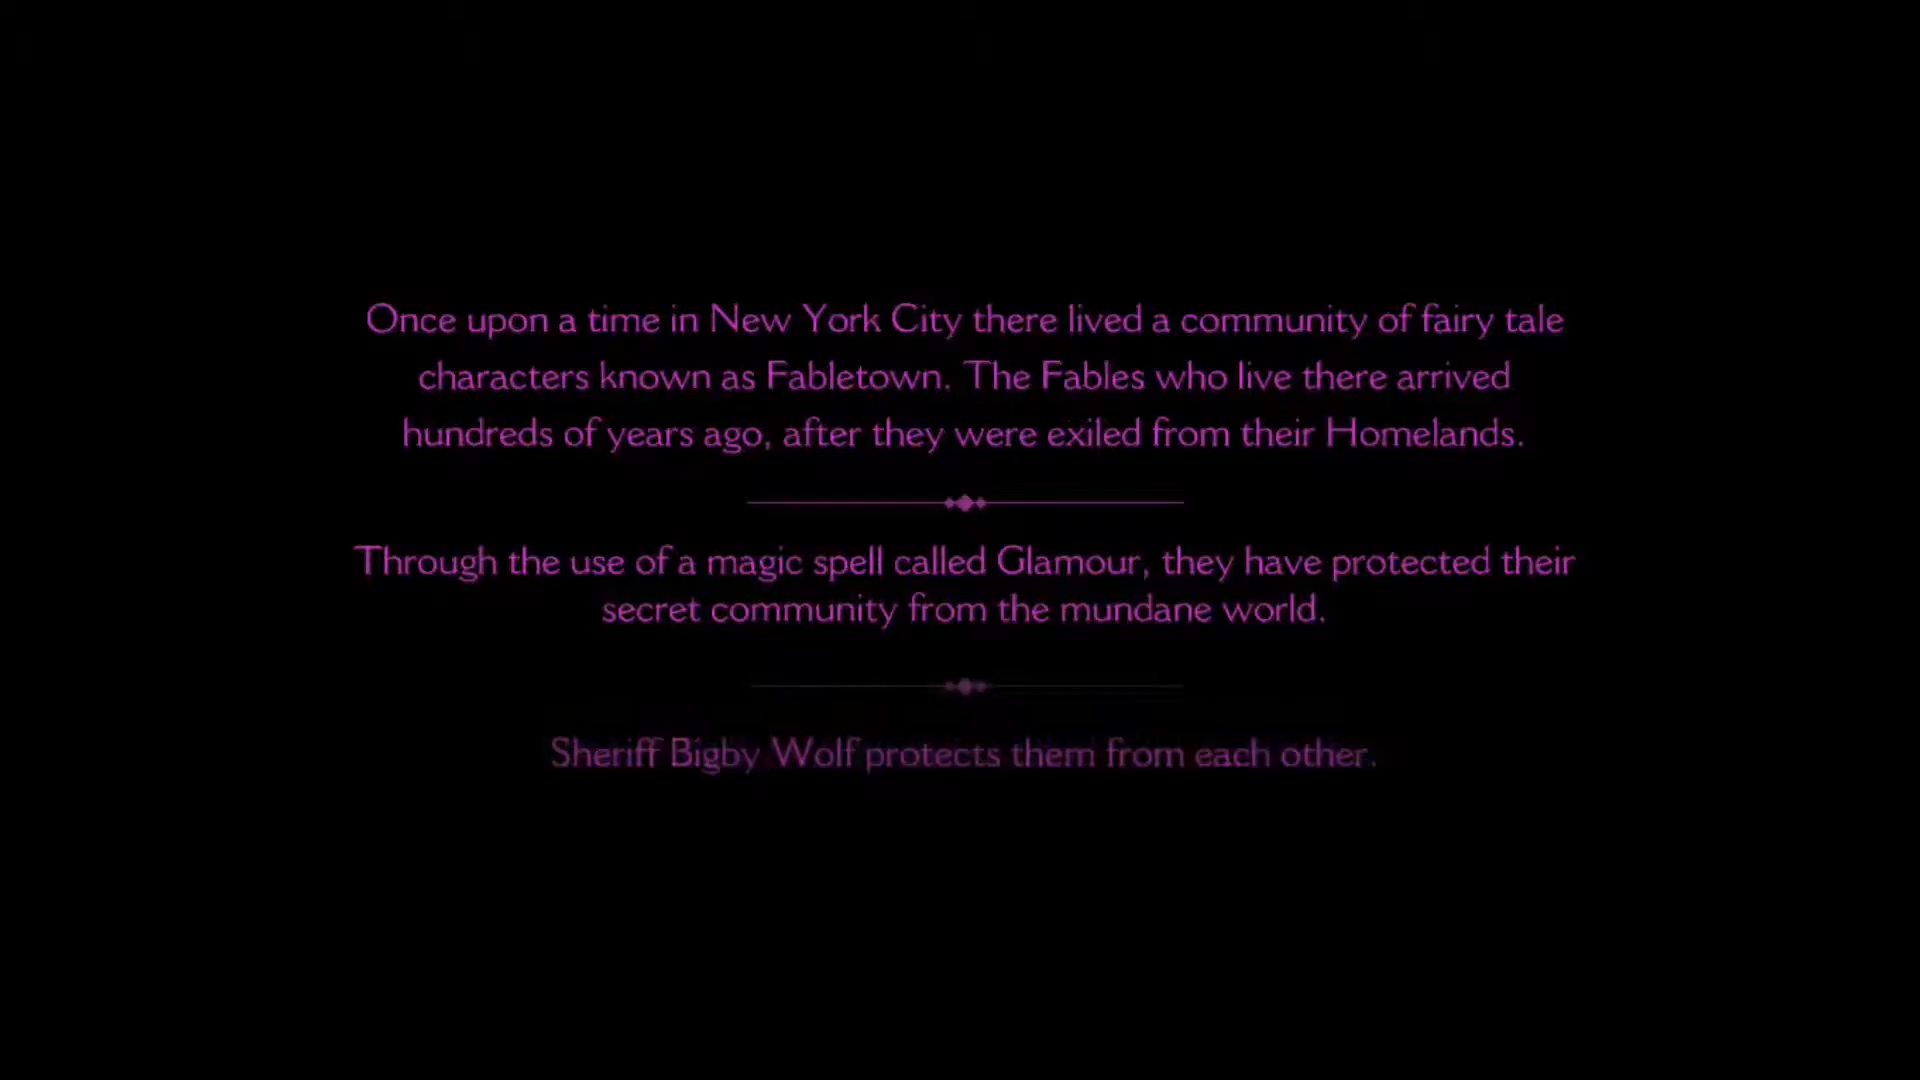 Once upon a time in New York City there lived a community of fairy tale
characters known as Fabletown. The Fables who live there arrived
hundreds of years ago, after they were exiled from their Homelands.
Through the use of a magic spell called Glamour, they have protected their
secret community from the mundane world.
Sheriff Bigby Wolf protects them from each other.